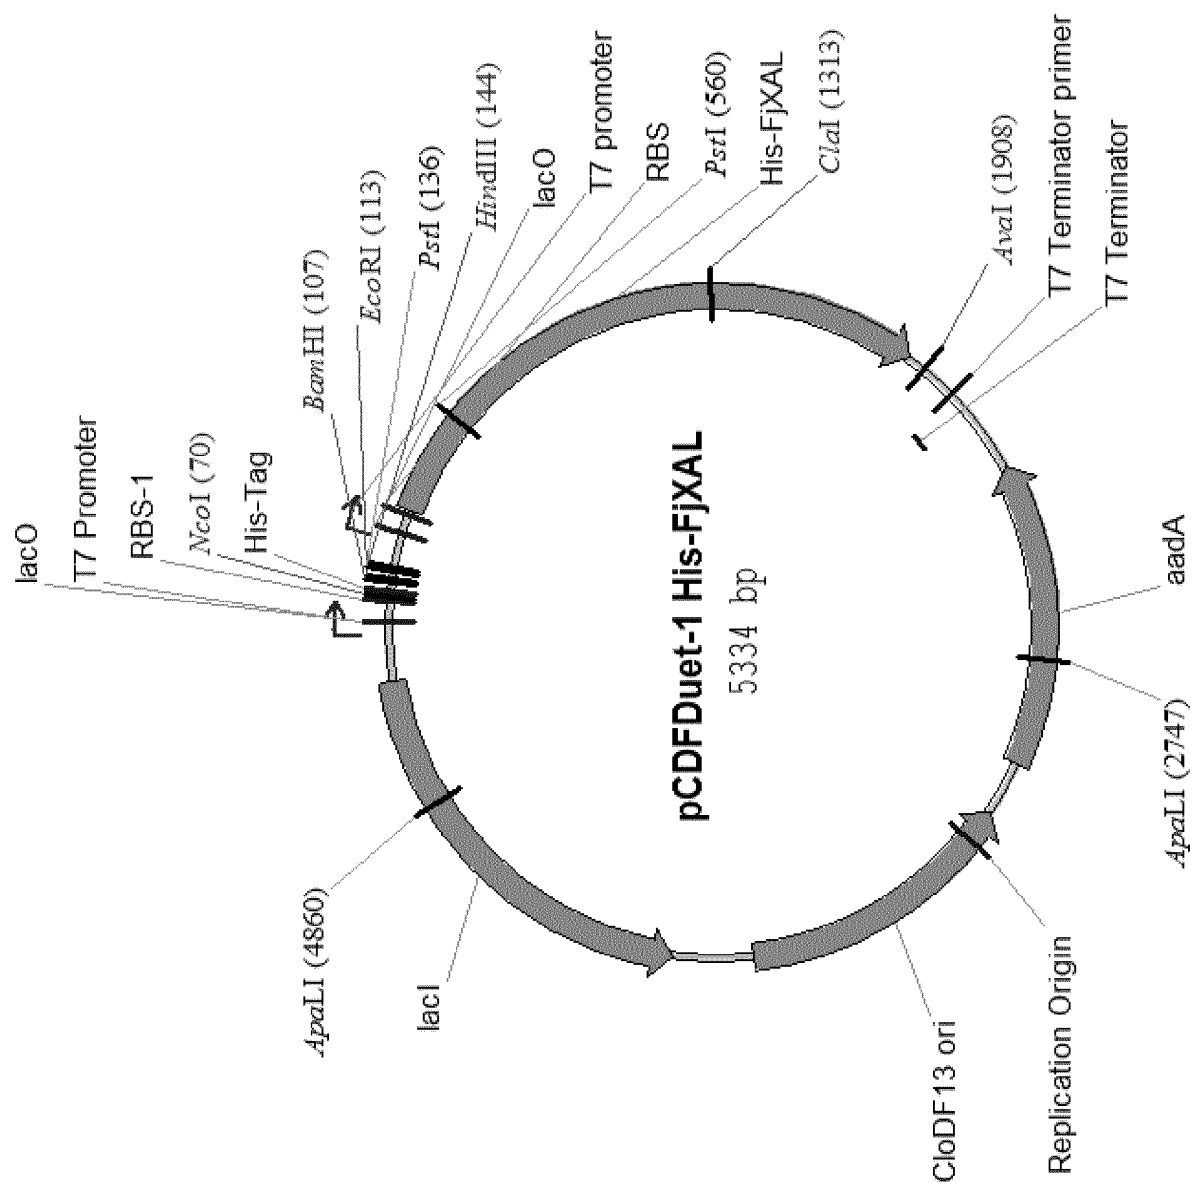 lacO
T7 Promoter
RBS-1
NcoI (70)
His-Tag
BamHI (107)
EcoRI (113)
PstI (136)
HindIII (144)
lacO
T7 promoter
RBS
PstI (560)
His-FjXAL
ClaI (1313)
AvaI (1908)
T7 Terminator primer
T7 Terminator
aadA
ApaLI (2747)
Replication Origin
CloDF13 ori
lacI
ApaLI (4860)
pCDFDuet-1 His-FjXAL
5334 bp